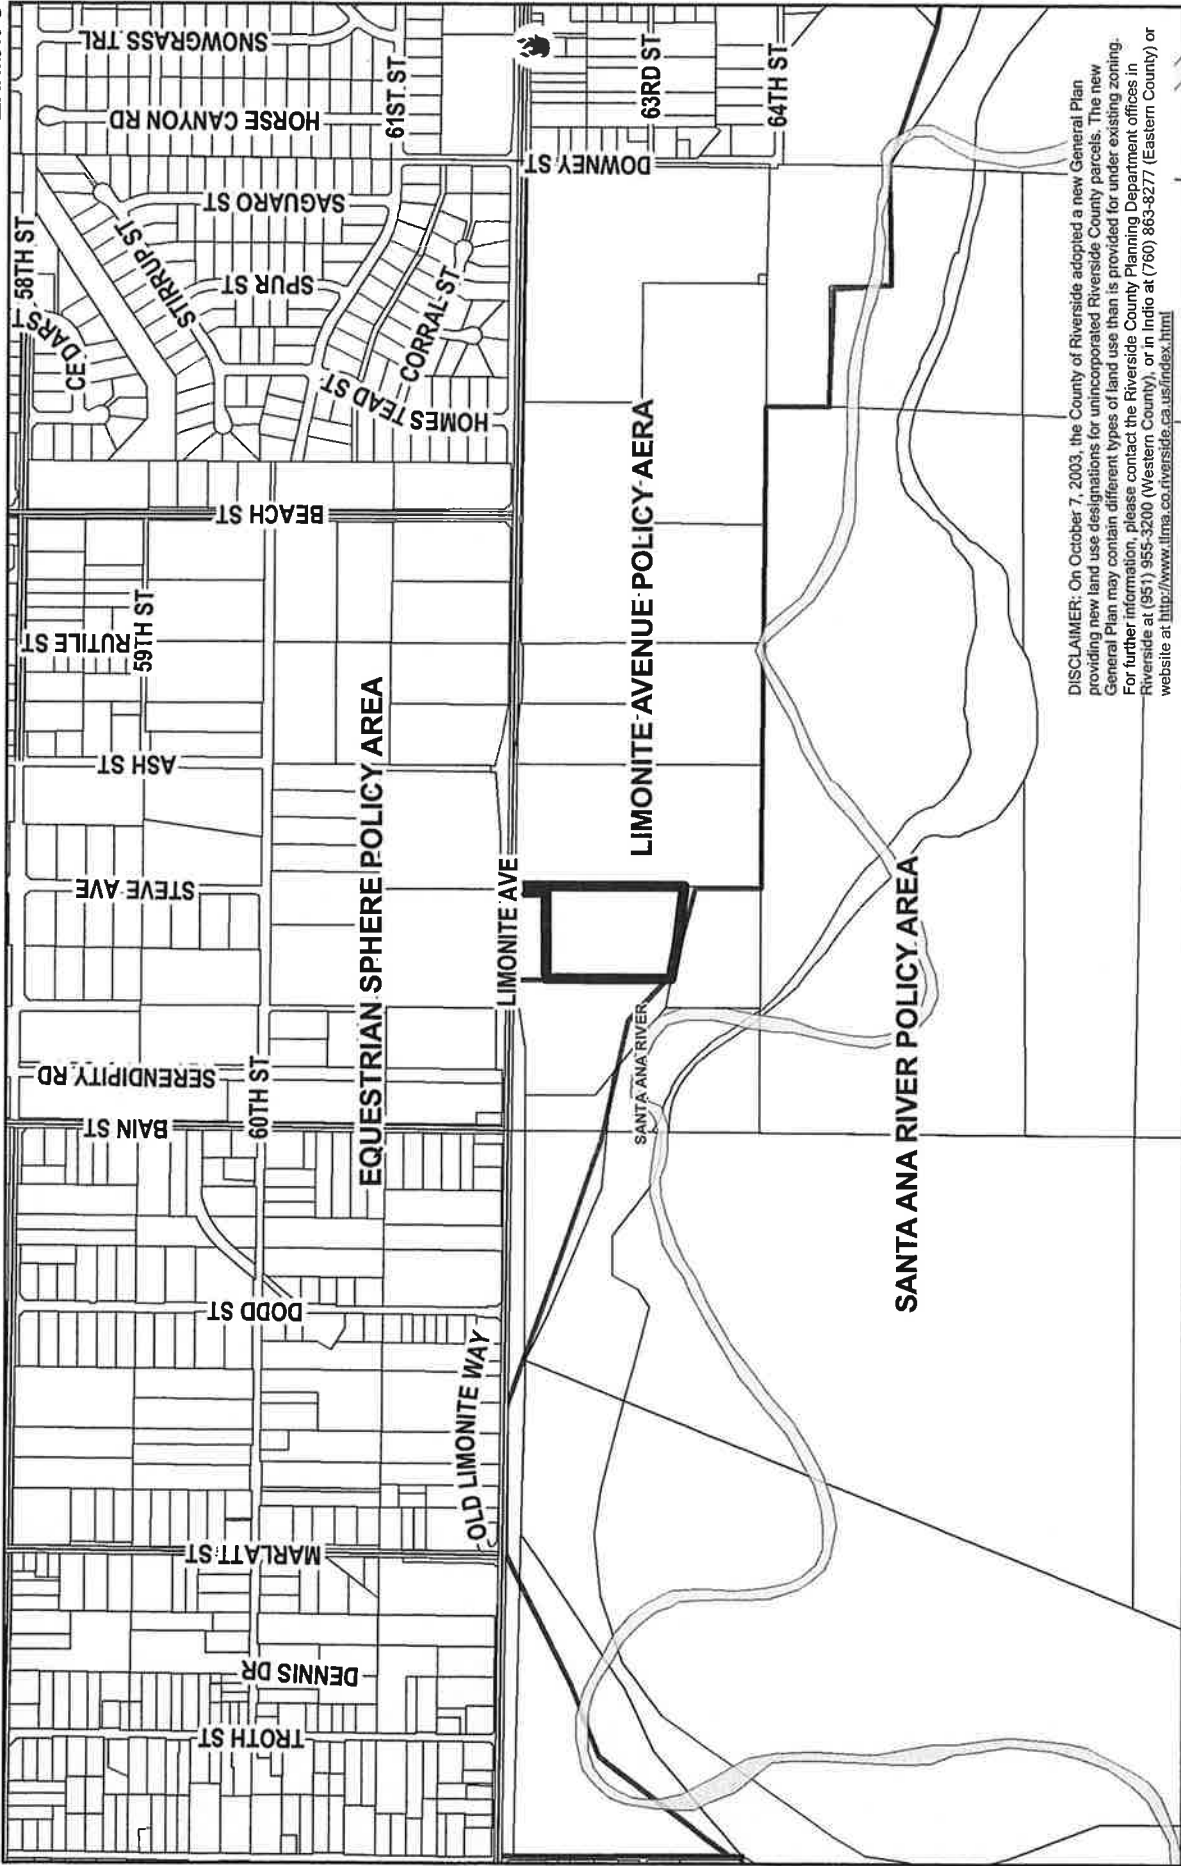 SNOWGRASS TRL
HORSE CANYON RD
61ST ST
63RD ST
64TH ST
DOWNEY ST
58TH ST
SAGUARO ST
STIRRUP ST
SPUR ST
CEDAR ST
CORRAL ST
HOMESTEAD ST
BEACH ST
RUTILE ST
59TH ST
ASH ST
STEVE AVE
EQUESTRIAN SPHERE POLICY AREA
LIMONITE AVENUE POLICY AERA
LIMONITE AVE
SERENDIPITY RD
60TH ST
BAIN ST
SANTA ANA RIVER
SANTA ANA RIVER POLICY AREA
DODD ST
OLD LIMONITE WAY
MARLATT ST
DENNIS DR
TROTH ST
DISCLAIMER: On October 7, 2003, the County of Riverside adopted a new General Plan
providing new land use designations for unincorporated Riverside County parcels. The new
General Plan may contain different types of land use than is provided for under existing zoning.
For further information, please contact the Riverside County Planning Department offices in
Riverside at (951) 955-3200 (Western County), or in Indio at (760) 863-8277 (Eastern County) or
website at http://www.tlma.co.riverside.ca.us/index.html